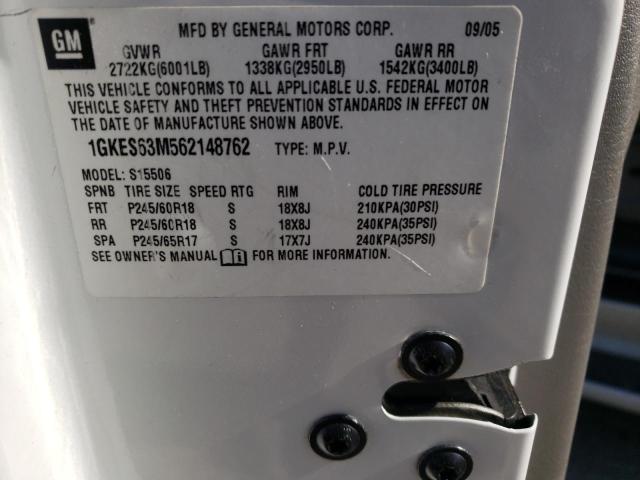 GM
MFD BY GENERAL MOTORS CORP. 09/05
GVWR GAWR FRT GAWR RR
2722KG(6001LB) 1338KG(2950LB) 1542KG(3400LB)
THIS VEHICLE CONFORMS TO ALL APPLICABLE U.S. FEDERAL MOTOR
VEHICLE SAFETY AND THEFT PREVENTION STANDARDS IN EFFECT ON
THE DATE OF MANUFACTURE SHOWN ABOVE.
1GKES63M562148762 TYPE: M.P.V.
MODEL: S15506
SPNB TIRE SIZE SPEED RTG RIM COLD TIRE PRESSURE
FRT P245/60R18 S 18X8J 210KPA(30PSI)
RR P245/60R18 S 18X8J 240KPA(35PSI)
SPA P245/65R17 S 17X7J 240KPA(35PSI)
SEE OWNER'S MANUAL FOR MORE INFORMATION.